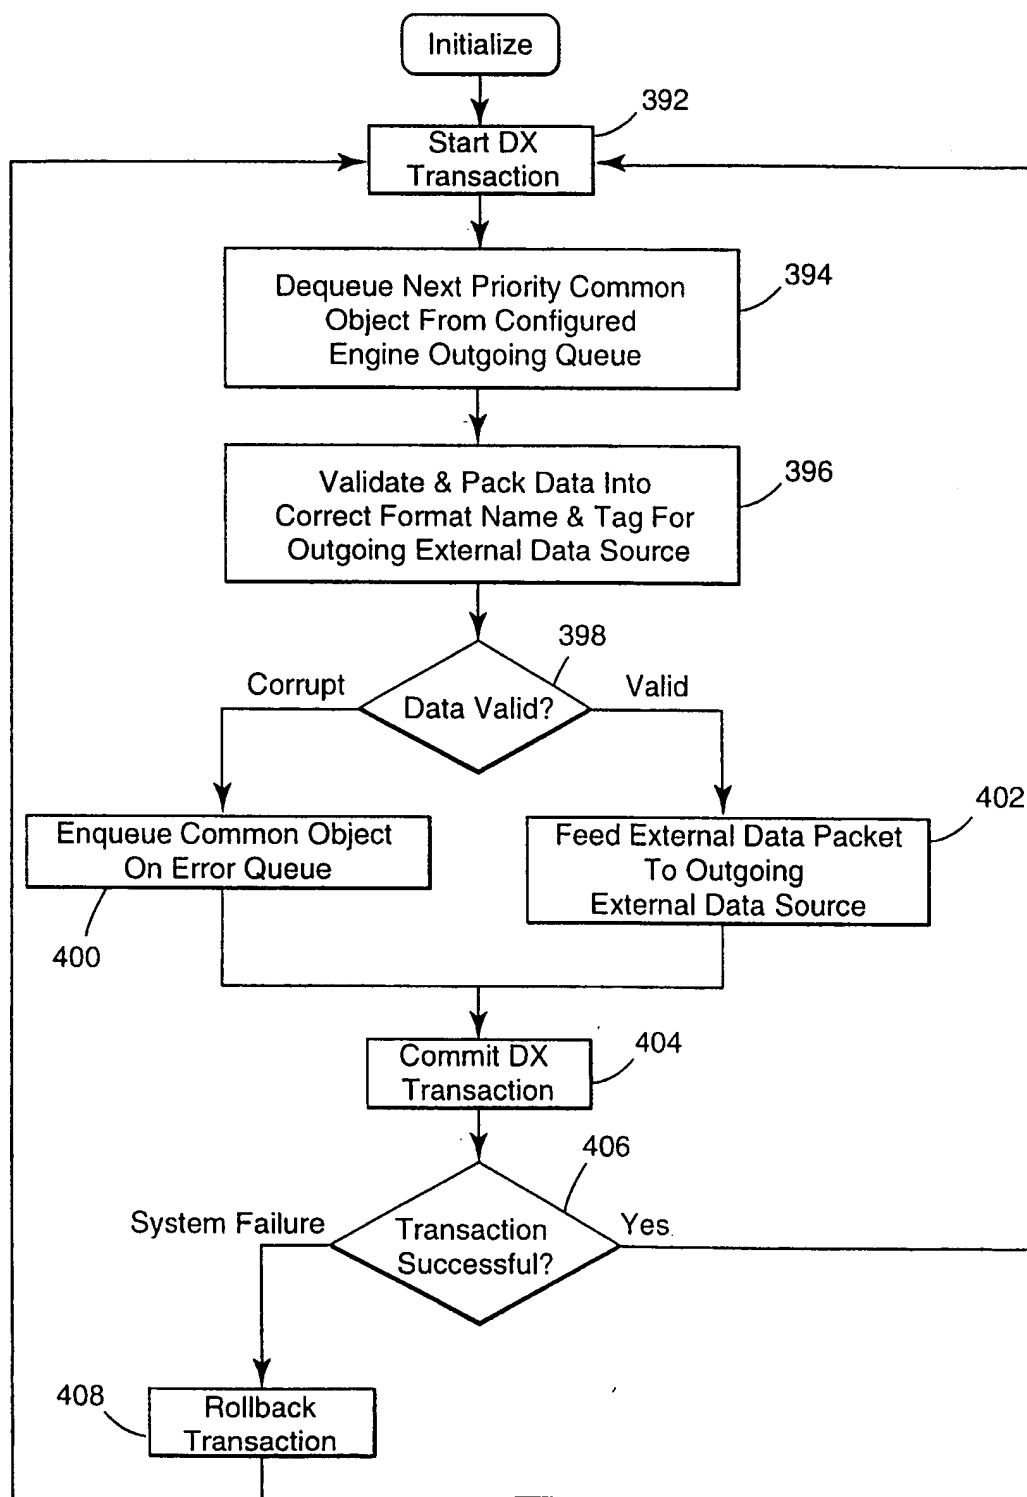 Initialize
392
Start DX
Transaction
394
Dequeue Next Priority Common
Object From Configured
Engine Outgoing Queue
396
Validate & Pack Data Into
Correct Format Name & Tag For
Outgoing External Data Source
398
Corrupt
Data Valid?
Valid
402
Enqueue Common Object
On Error Queue
400
Feed External Data Packet
To Outgoing
External Data Source
404
Commit DX
Transaction
406
System Failure
Transaction
Successful?
Yes
408
Rollback
Transaction